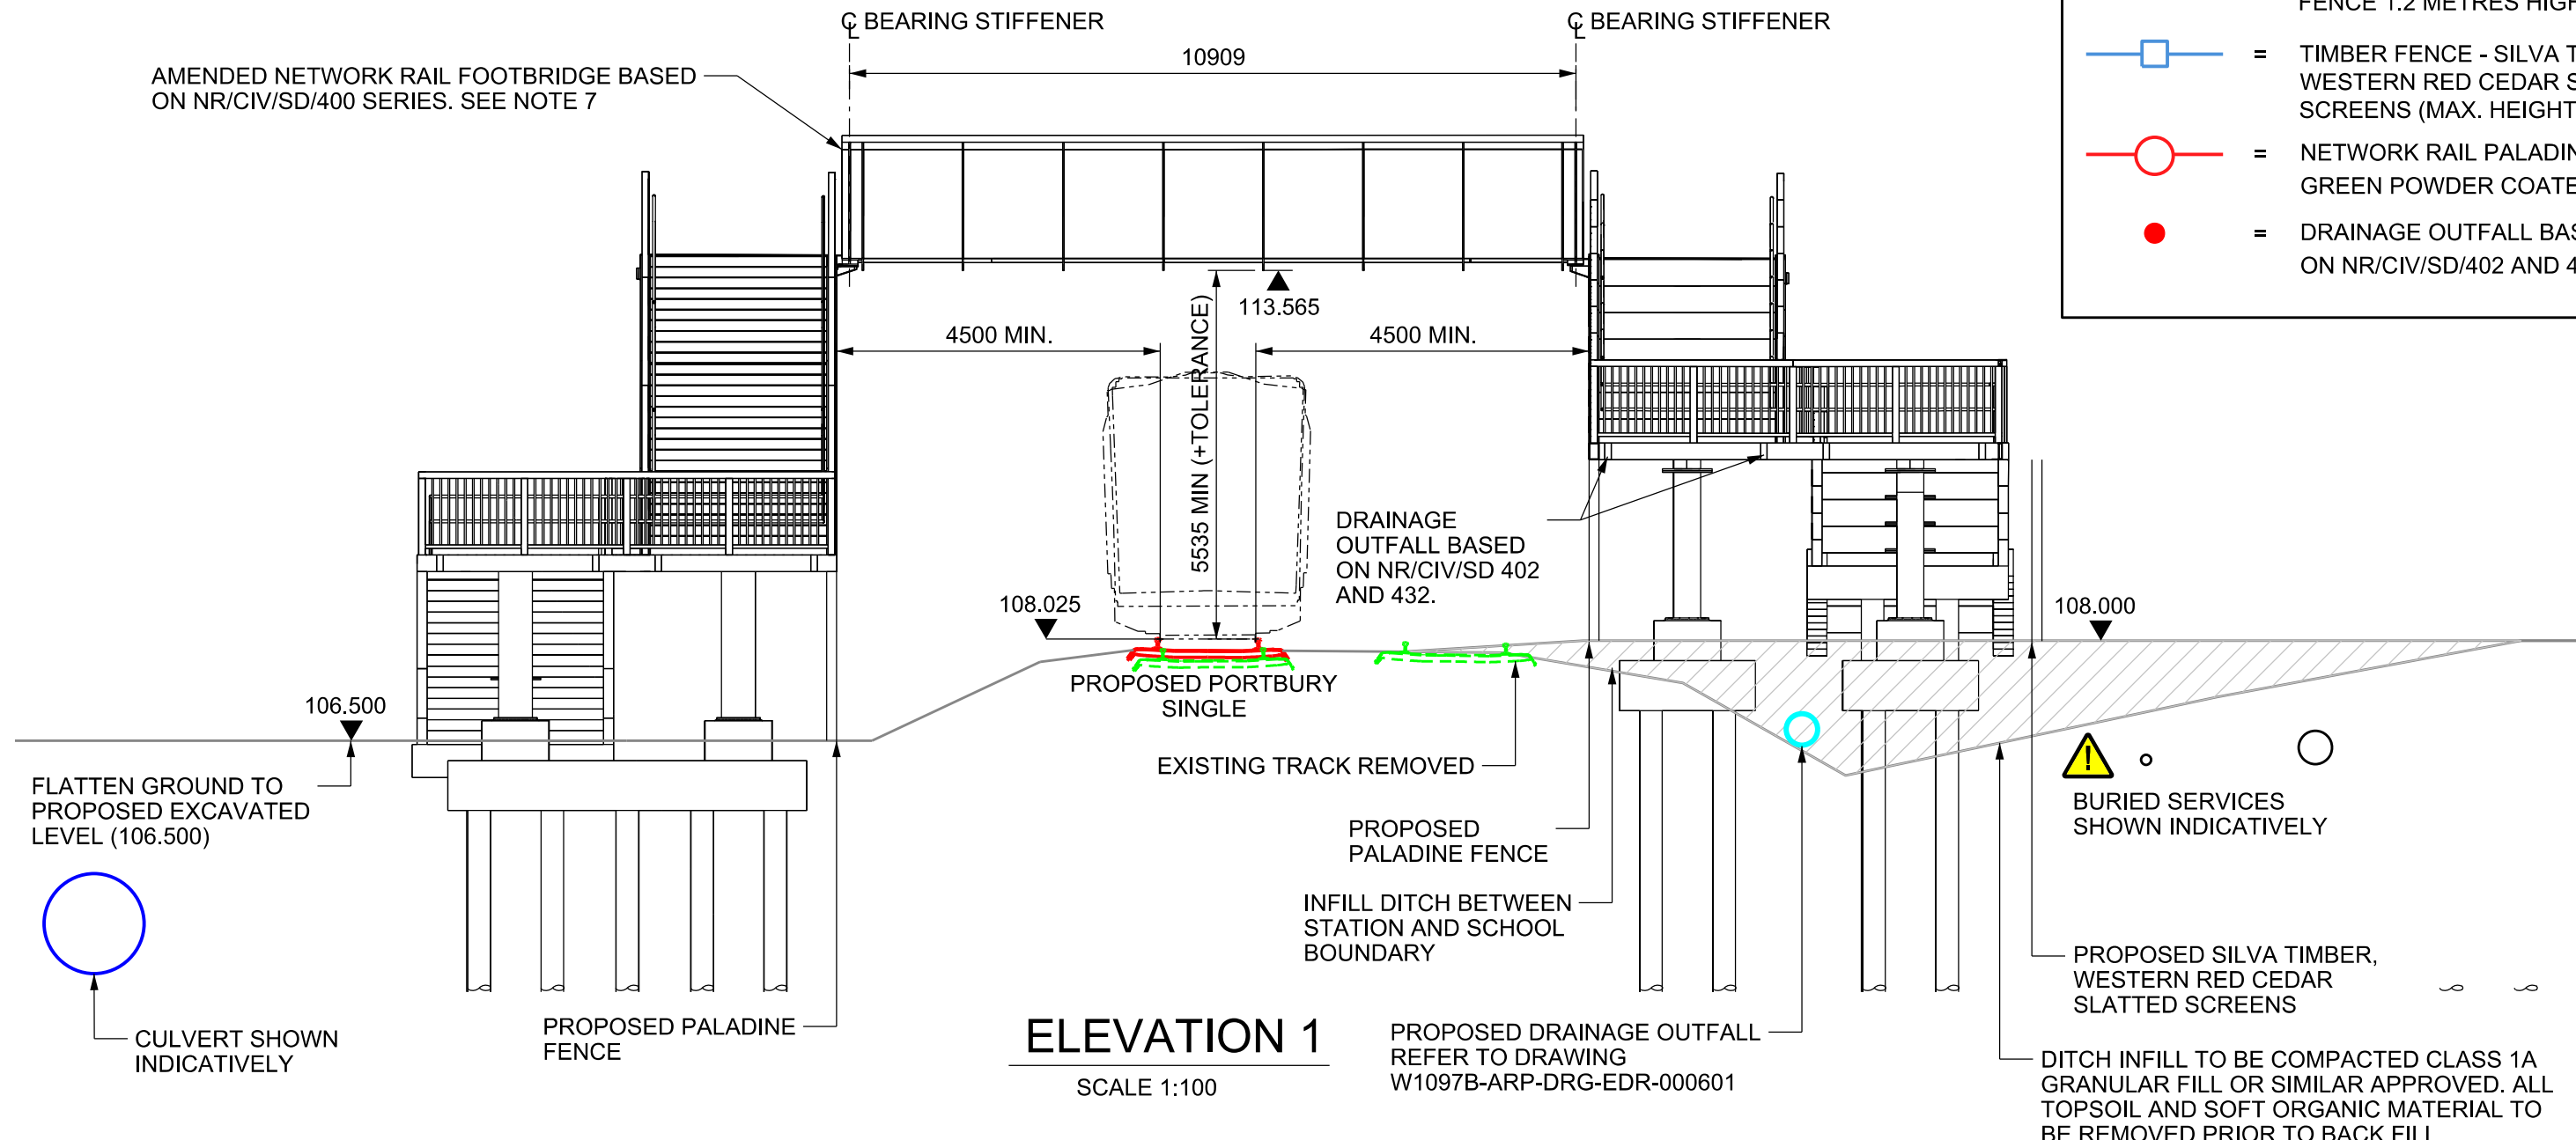 FENCE 1.2 METRES HIGH
℄ BEARING STIFFENER
℄ BEARING STIFFENER
10909
AMENDED NETWORK RAIL FOOTBRIDGE BASED
ON NR/CIV/SD/400 SERIES. SEE NOTE 7
= TIMBER FENCE - SILVA
WESTERN RED CEDAR
SCREENS (MAX. HEIGHT
= NETWORK RAIL
GREEN POWDER
= DRAINAGE OUTFALL
ON NR/CIV/SD/402 AND
113.565
4500 MIN.
4500 MIN.
5535 MIN (+TOLERANCE)
DRAINAGE
OUTFALL BASED
ON NR/CIV/SD 402
AND 432.
108.025
108.000
PROPOSED PORTBURY
SINGLE
106.500
EXISTING TRACK REMOVED
FLATTEN GROUND TO
PROPOSED EXCAVATED
LEVEL (106.500)
!
BURIED SERVICES
SHOWN INDICATIVELY
PROPOSED
PALADINE FENCE
INFILL DITCH BETWEEN
STATION AND SCHOOL
BOUNDARY
PROPOSED SILVA TIMBER,
WESTERN RED CEDAR
SLATTED SCREENS
CULVERT SHOWN
INDICATIVELY
PROPOSED PALADINE
FENCE
ELEVATION 1
SCALE 1:100
PROPOSED DRAINAGE OUTFALL
REFER TO DRAWING
W1097B-ARP-DRG-EDR-000601
DITCH INFILL TO BE COMPACTED CLASS 1A
GRANULAR FILL OR SIMILAR APPROVED. ALL
TOPSOIL AND SOFT ORGANIC MATERIAL TO
BE REMOVED PRIOR TO BACK FILL